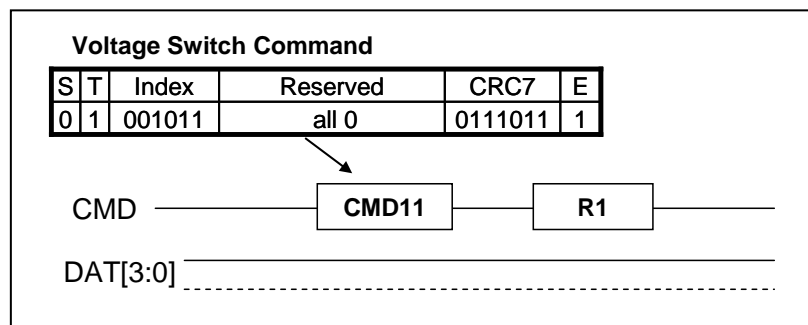 Voltage Switch Command
S T Index Reserved CRC7 E
0 1 001011 all 0 0111011 1
CMD CMD11 R1
DAT[3:0]